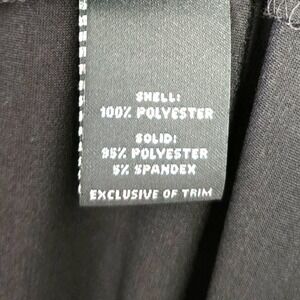 SHELL:
100% POLYESTER
SOLID:
95% POLYESTER
5% SPANDEX
EXCLUSIVE OF TRIM